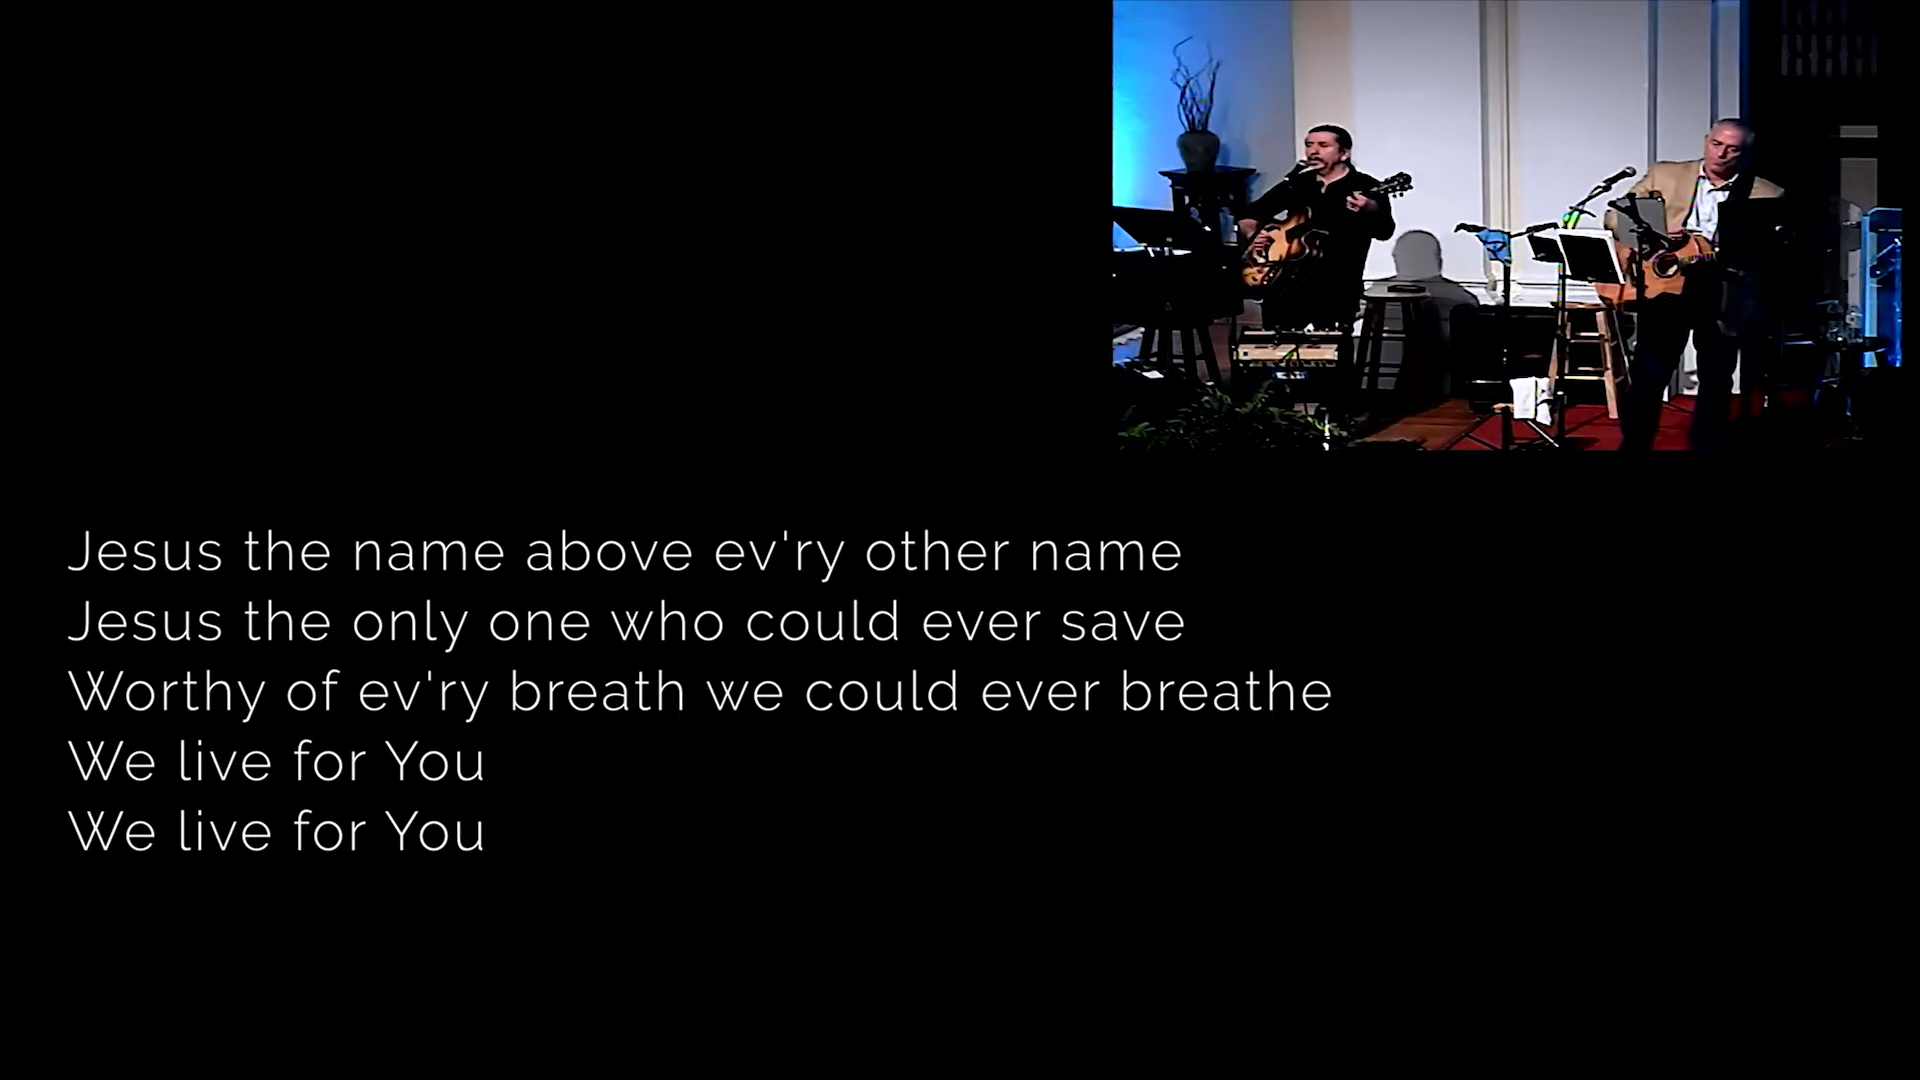 Jesus the name above ev'ry other name
Jesus the only one who could ever save
Worthy of ev'ry breath we could ever breathe
We live for You
We live for You